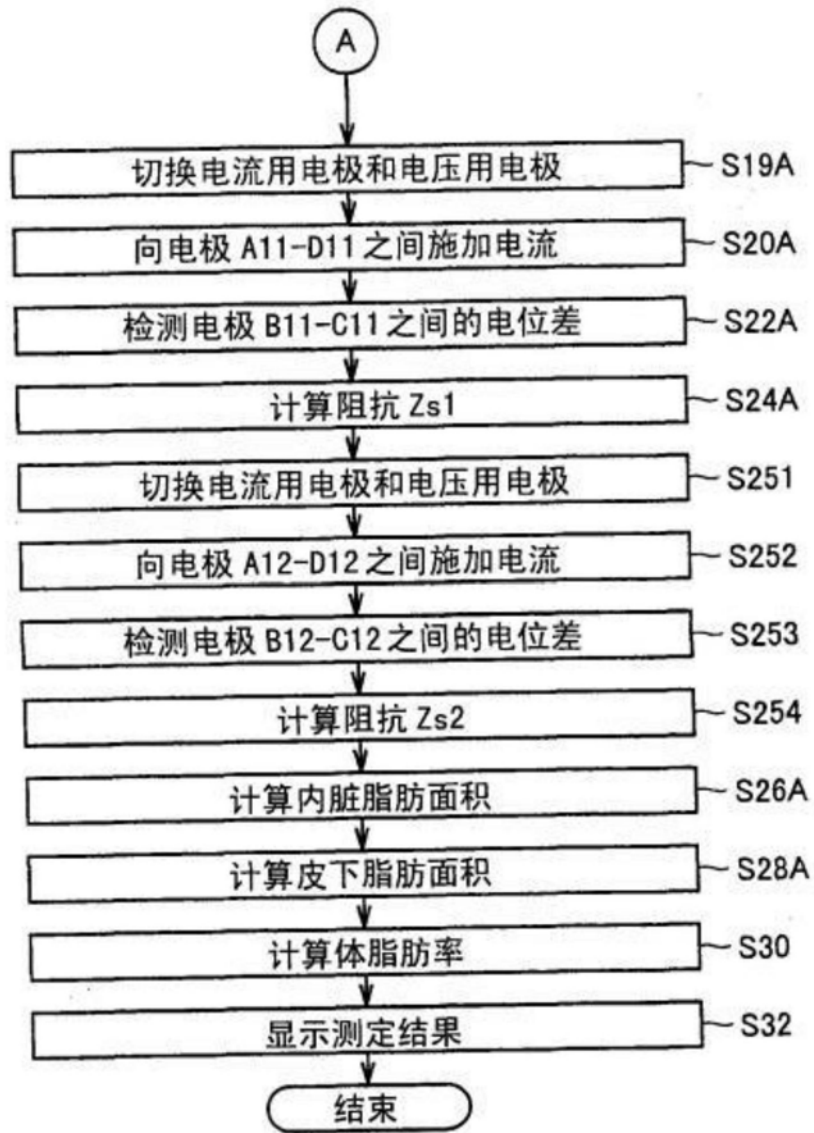 A
切换电流用电极和电压用电极 S19A
向电极 A11-D11 之间施加电流 S20A
检测电极 B11-C11 之间的电位差 S22A
计算阻抗 Zs1 S24A
切换电流用电极和电压用电极 S251
向电极 A12-D12 之间施加电流 S252
检测电极 B12-C12 之间的电位差 S253
计算阻抗 Zs2 S254
计算内脏脂肪面积 S26A
计算皮下脂肪面积 S28A
计算体脂肪率 S30
显示测定结果 S32
结束